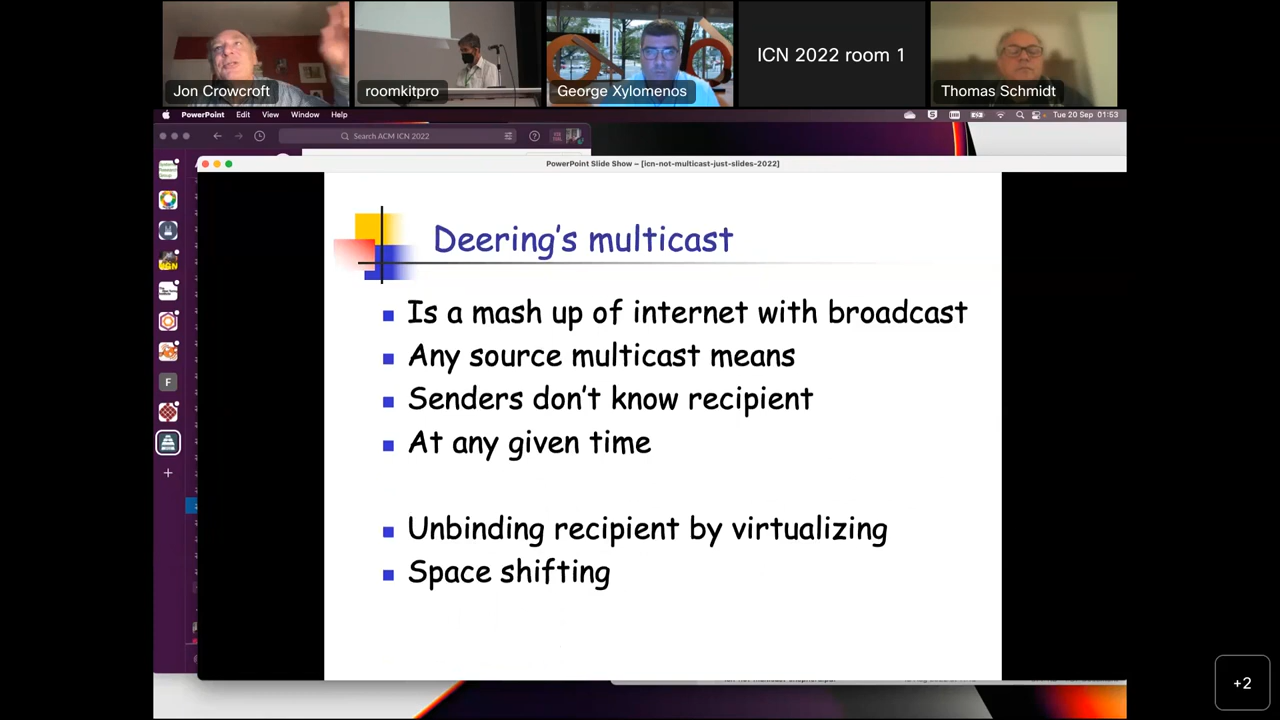 Jon Crowcroft
roomkitpro
George Xylomenos
ICN 2022 room 1
Thomas Schmidt
PowerPoint Edit View Window Help
Tue 20 Sep 01:53
Search ACM ICN 2022
PowerPoint Slide Show – [icn-not-multicast-just-slides-2022]
Deering's multicast
Is a mash up of internet with broadcast
Any source multicast means
Senders don't know recipient
At any given time
Unbinding recipient by virtualizing
Space shifting
F
+
+2